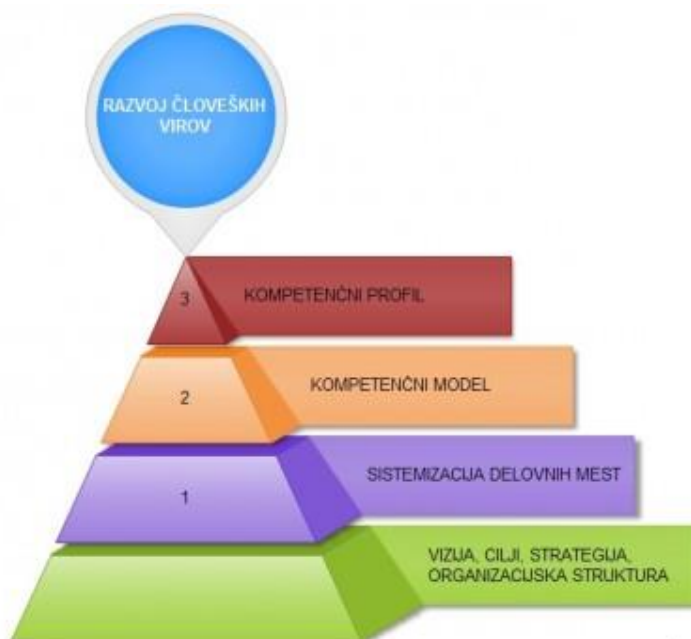 RAZVOJ ČLOVEŠKIH
VIROV
3
KOMPETENČNI PROFIL
2
KOMPETENČNI MODEL
1
SISTEMIZACIJA DELOVNIH MEST
VIZIJA, CILJI, STRATEGIJA,
ORGANIZACIJSKA STRUKTURA